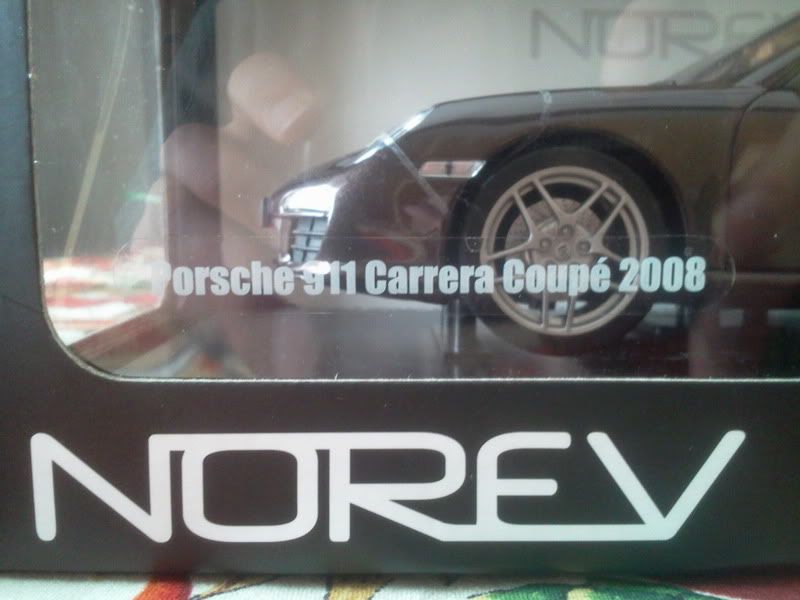 NOREV
Porsche 911 Carrera Coupé 2008
NOREV